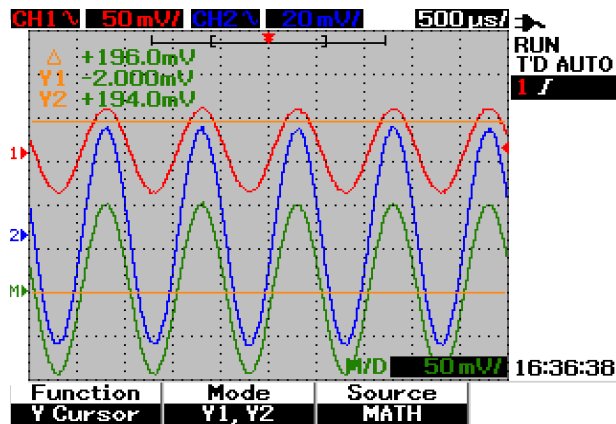 CH1∿ 50mV/ CH2∿ 20mV/ 500µs/
RUN
T'D AUTO
1
Δ +196.0mV
Y1 -2.000mV
Y2 +194.0mV
1
2
M
M/D 50mV/
16:36:38
Function Mode Source
Y Cursor Y1, Y2 MATH